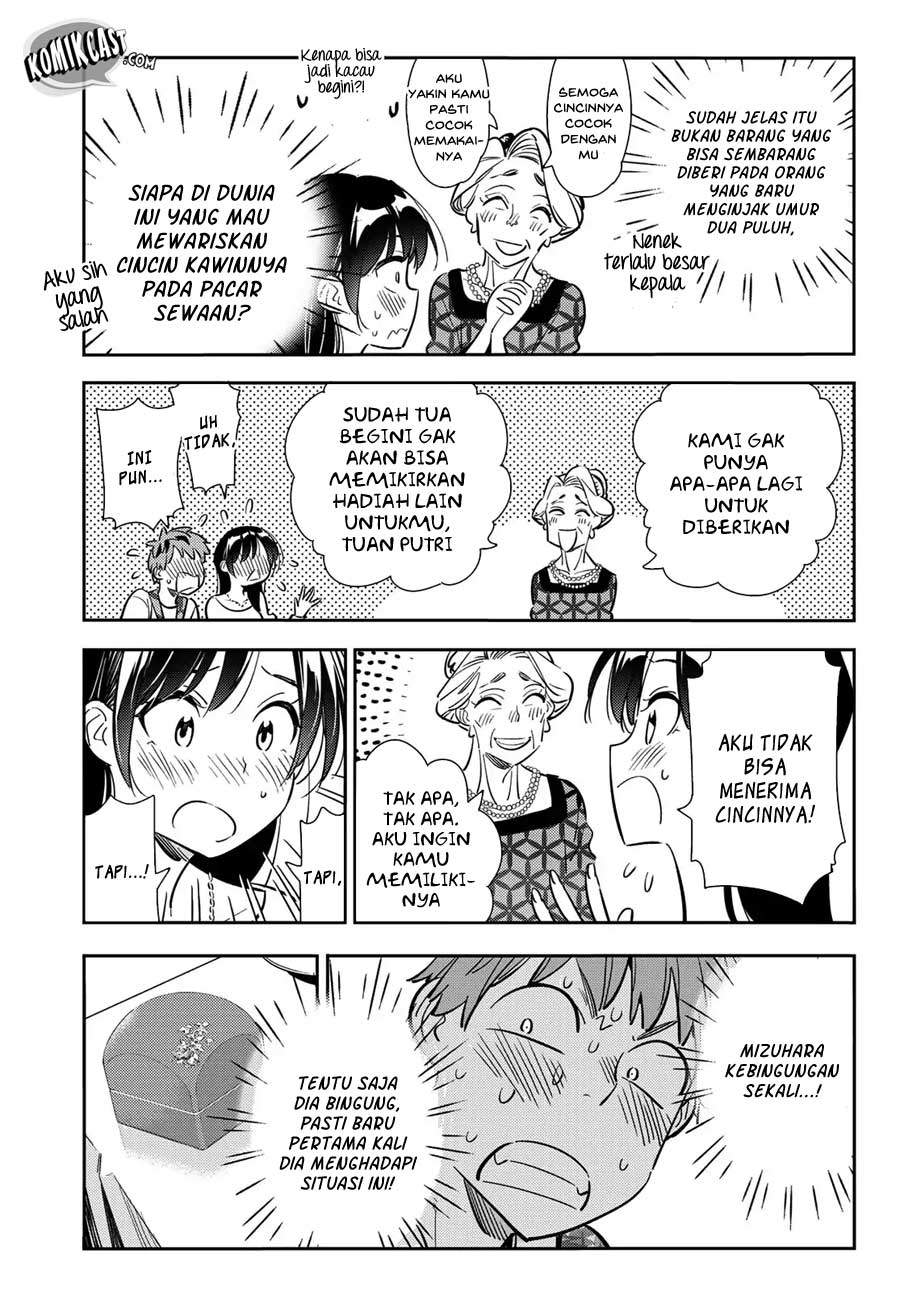 KOMIKCAST
.COM
SUDAH JELAS ITU
BUKAN BARANG YANG
BISA SEMBARANG
DIBERI PADA ORANG
YANG BARU
MENGINJAK UMUR
DUA PULUH,
SEMOGA
CINCINNYA
COCOK
DENGAN
MU
AKU
YAKIN KAMU
PASTI
COCOK
MEMAKAI-
NYA
Nenek
terlalu besar
kepala
Kenapa bisa
jadi kacau
begini?!
SIAPA DI DUNIA
INI YANG MAU
MEWARISKAN
CINCIN KAWINNYA
PADA PACAR
SEWAAN?
Aku sih
yang
salah
KAMI GAK
PUNYA
APA-APA LAGI
UNTUK
DIBERIKAN
SUDAH TUA
BEGINI GAK
AKAN BISA
MEMIKIRKAN
HADIAH LAIN
UNTUKMU,
TUAN PUTRI
UH
TIDAK,
INI
PUN...
AKU TIDAK
BISA
MENERIMA
CINCINNYA!
TAK APA,
TAK APA.
AKU INGIN
KAMU
MEMILIKI-
NYA
TAPI,
TAPI...!
MIZUHARA
KEBINGUNGAN
SEKALI...!
TENTU SAJA
DIA BINGUNG,
PASTI BARU
PERTAMA KALI
DIA MENGHADAPI
SITUASI INI!